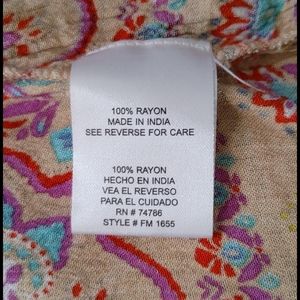 100% RAYON
MADE IN INDIA
SEE REVERSE FOR CARE
100% RAYON
HECHO EN INDIA
VEA EL REVERSO
PARA EL CUIDADO
RN # 74786
STYLE # FM 1655